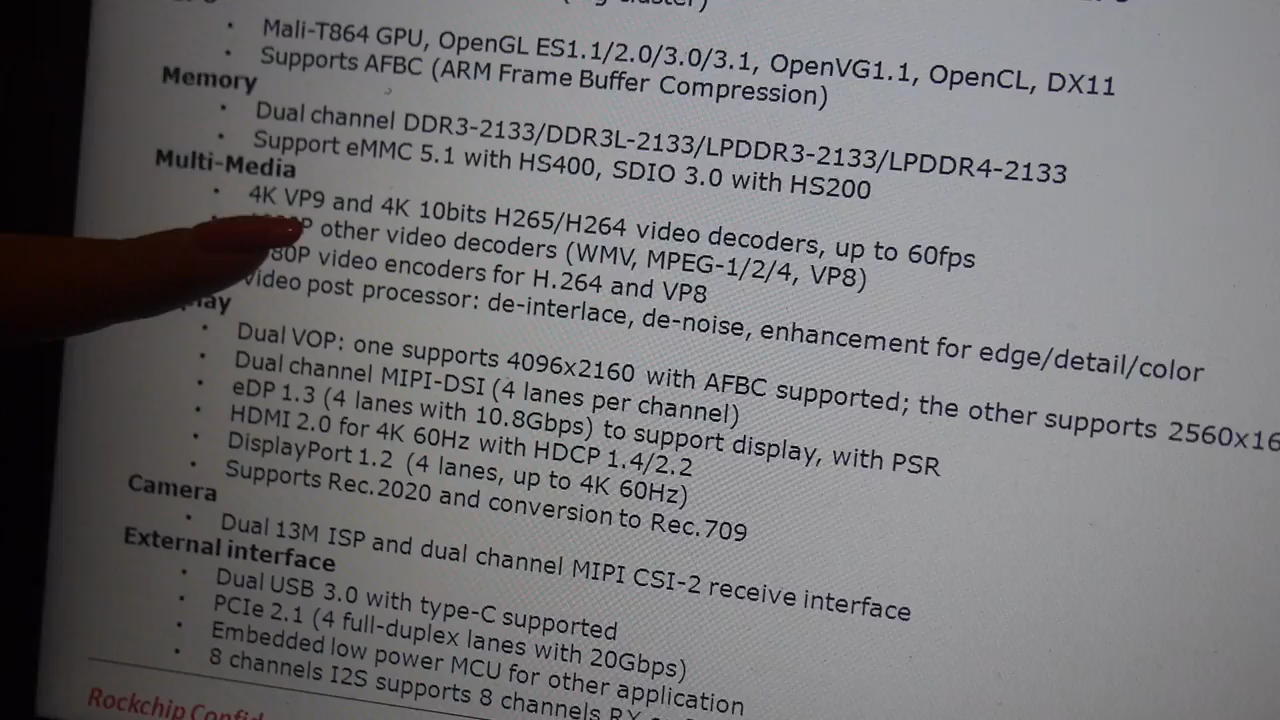 Mali-T864 GPU, OpenGL ES1.1/2.0/3.0/3.1, OpenVG1.1, OpenCL, DX11
Supports AFBC (ARM Frame Buffer Compression)
Memory
Dual channel DDR3-2133/DDR3L-2133/LPDDR3-2133/LPDDR4-2133
Support eMMC 5.1 with HS400, SDIO 3.0 with HS200
Multi-Media
4K VP9 and 4K 10bits H265/H264 video decoders, up to 60fps
other video decoders (WMV, MPEG-1/2/4, VP8)
80P video encoders for H.264 and VP8
Video post processor: de-interlace, de-noise, enhancement for edge/detail/color
play
Dual VOP: one supports 4096x2160 with AFBC supported; the other supports 2560x16
Dual channel MIPI-DSI (4 lanes per channel)
eDP 1.3 (4 lanes with 10.8Gbps) to support display, with PSR
HDMI 2.0 for 4K 60Hz with HDCP 1.4/2.2
DisplayPort 1.2 (4 lanes, up to 4K 60Hz)
Supports Rec.2020 and conversion to Rec.709
Camera
Dual 13M ISP and dual channel MIPI CSI-2 receive interface
External interface
Dual USB 3.0 with type-C supported
PCIe 2.1 (4 full-duplex lanes with 20Gbps)
Embedded low power MCU for other application
8 channels I2S supports 8 channels RX
Rockchip Confid